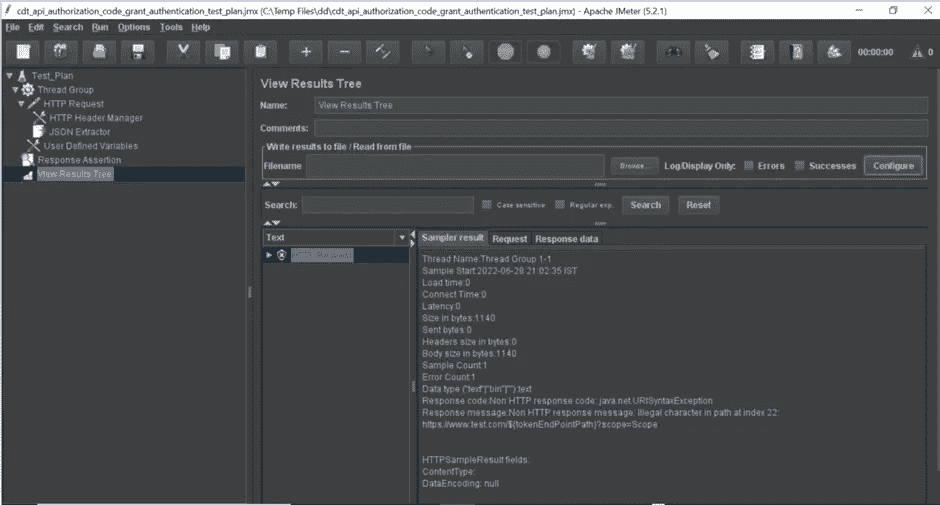 cdt_api_authorization_code_grant_authentication_test_plan.jmx (C:\Temp Files\dd\cdt_api_authorization_code_grant_authentication_test_plan.jmx) - Apache JMeter (5.2.1)
File Edit Search Run Options Tools Help
00:00:00 0
Test_Plan
Thread Group
HTTP Request
HTTP Header Manager
JSON Extractor
User Defined Variables
Response Assertion
View Results Tree
View Results Tree
Name: View Results Tree
Comments:
Write results to file / Read from file
Filename Browse... Log/Display Only: Errors Successes Configure
Search: Case sensitive Regular exp. Search Reset
Text
Sampler result Request Response data
Thread Name:Thread Group 1-1
Sample Start:2022-06-28 21:02:35 IST
Load time:0
Connect Time:0
Latency:0
Size in bytes:1140
Sent bytes:0
Headers size in bytes:0
Body size in bytes:1140
Sample Count:1
Error Count:1
Data type ("text"|"bin"|""):text
Response code:Non HTTP response code: java.net.URISyntaxException
Response message:Non HTTP response message: Illegal character in path at index 22:
https://www.test.com/${tokenEndPointPath}?scope=Scope
HTTPSampleResult fields:
ContentType:
DataEncoding: null